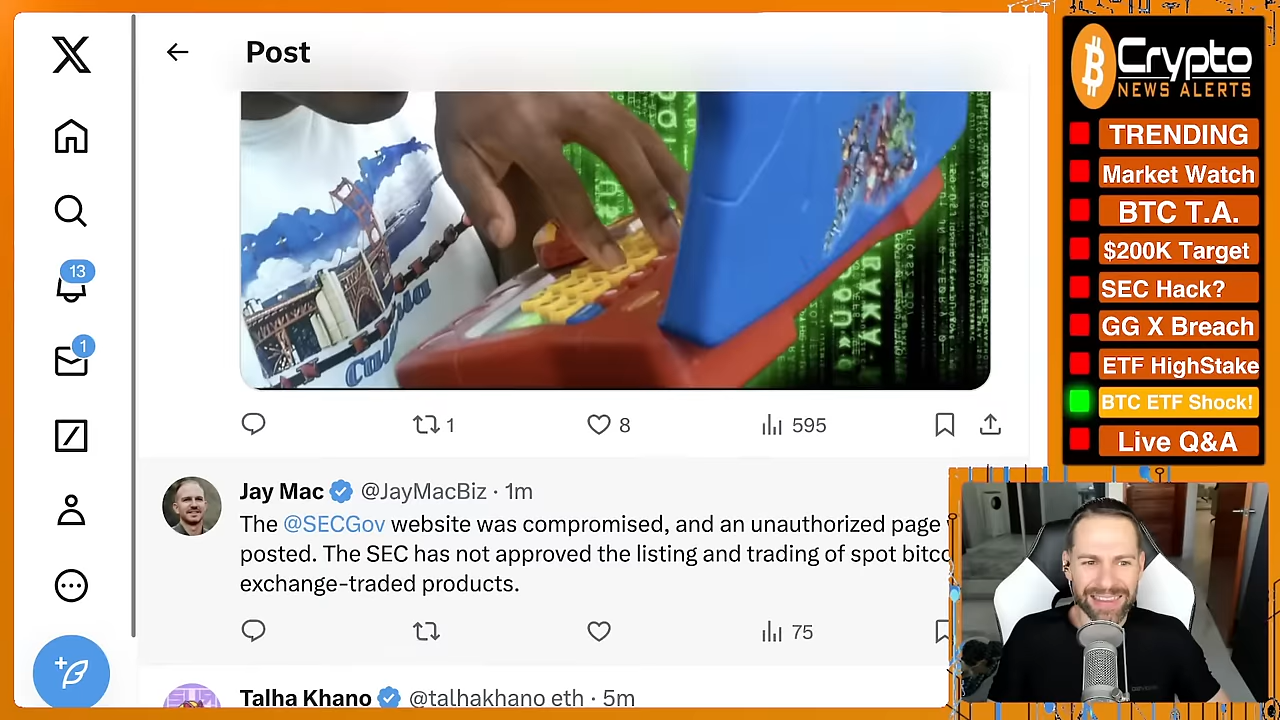 Post
13
1
1
8
595
Jay Mac @JayMacBiz · 1m
The @SECGov website was compromised, and an unauthorized page
posted. The SEC has not approved the listing and trading of spot
exchange-traded products.
75
Talha Khano @talhakhano eth · 5m
Crypto
NEWS ALERTS
TRENDING
Market Watch
BTC T.A.
$200K Target
SEC Hack?
GG X Breach
ETF HighStake
BTC ETF Shock!
Live Q&A